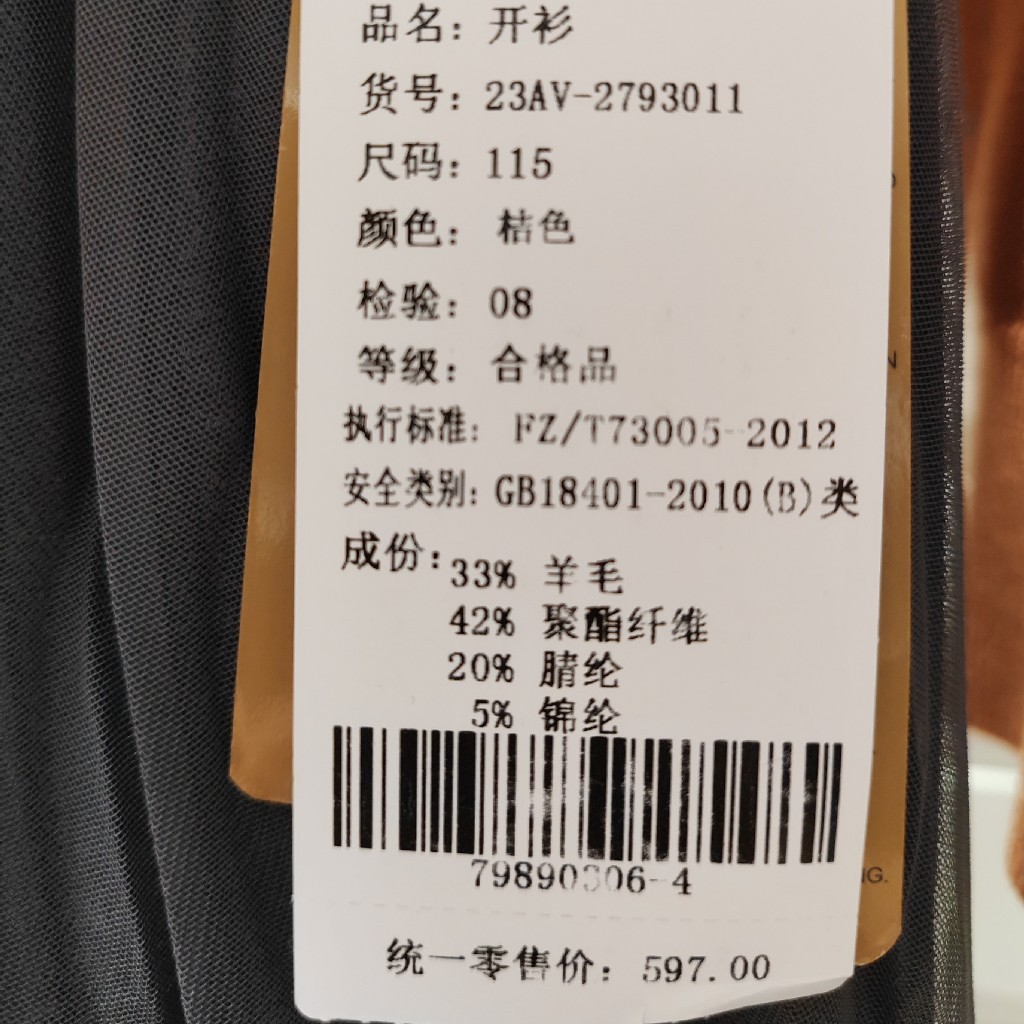 品名：开衫
货号：23AV-2793011
尺码：115
颜色：桔色
检验：08
等级：合格品
执行标准：FZ/T73005-2012
安全类别：GB18401-2010(B)类
成份：33% 羊毛
42% 聚酯纤维
20% 腈纶
5% 锦纶
统一零售价：597.00